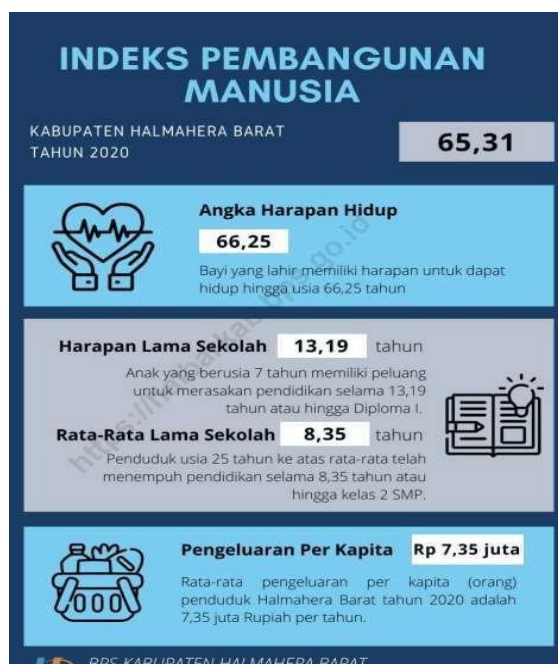 INDEKS PEMBANGUNAN
MANUSIA
KABUPATEN HALMAHERA BARAT
TAHUN 2020
65,31
Angka Harapan Hidup
66,25
Bayi yang lahir memiliki harapan untuk dapat
hidup hingga usia 66,25 tahun
Harapan Lama Sekolah 13,19 tahun
Anak yang berusia 7 tahun memiliki peluang
untuk merasakan pendidikan selama 13,19
tahun atau hingga Diploma I.
Rata-Rata Lama Sekolah 8,35 tahun
Penduduk usia 25 tahun ke atas rata-rata telah
menempuh pendidikan selama 8,35 tahun atau
hingga kelas 2 SMP.
Pengeluaran Per Kapita Rp 7,35 juta
Rata-rata pengeluaran per kapita (orang)
penduduk Halmahera Barat tahun 2020 adalah
7,35 juta Rupiah per tahun.
BPS KABUPATEN HALMAHERA BARAT